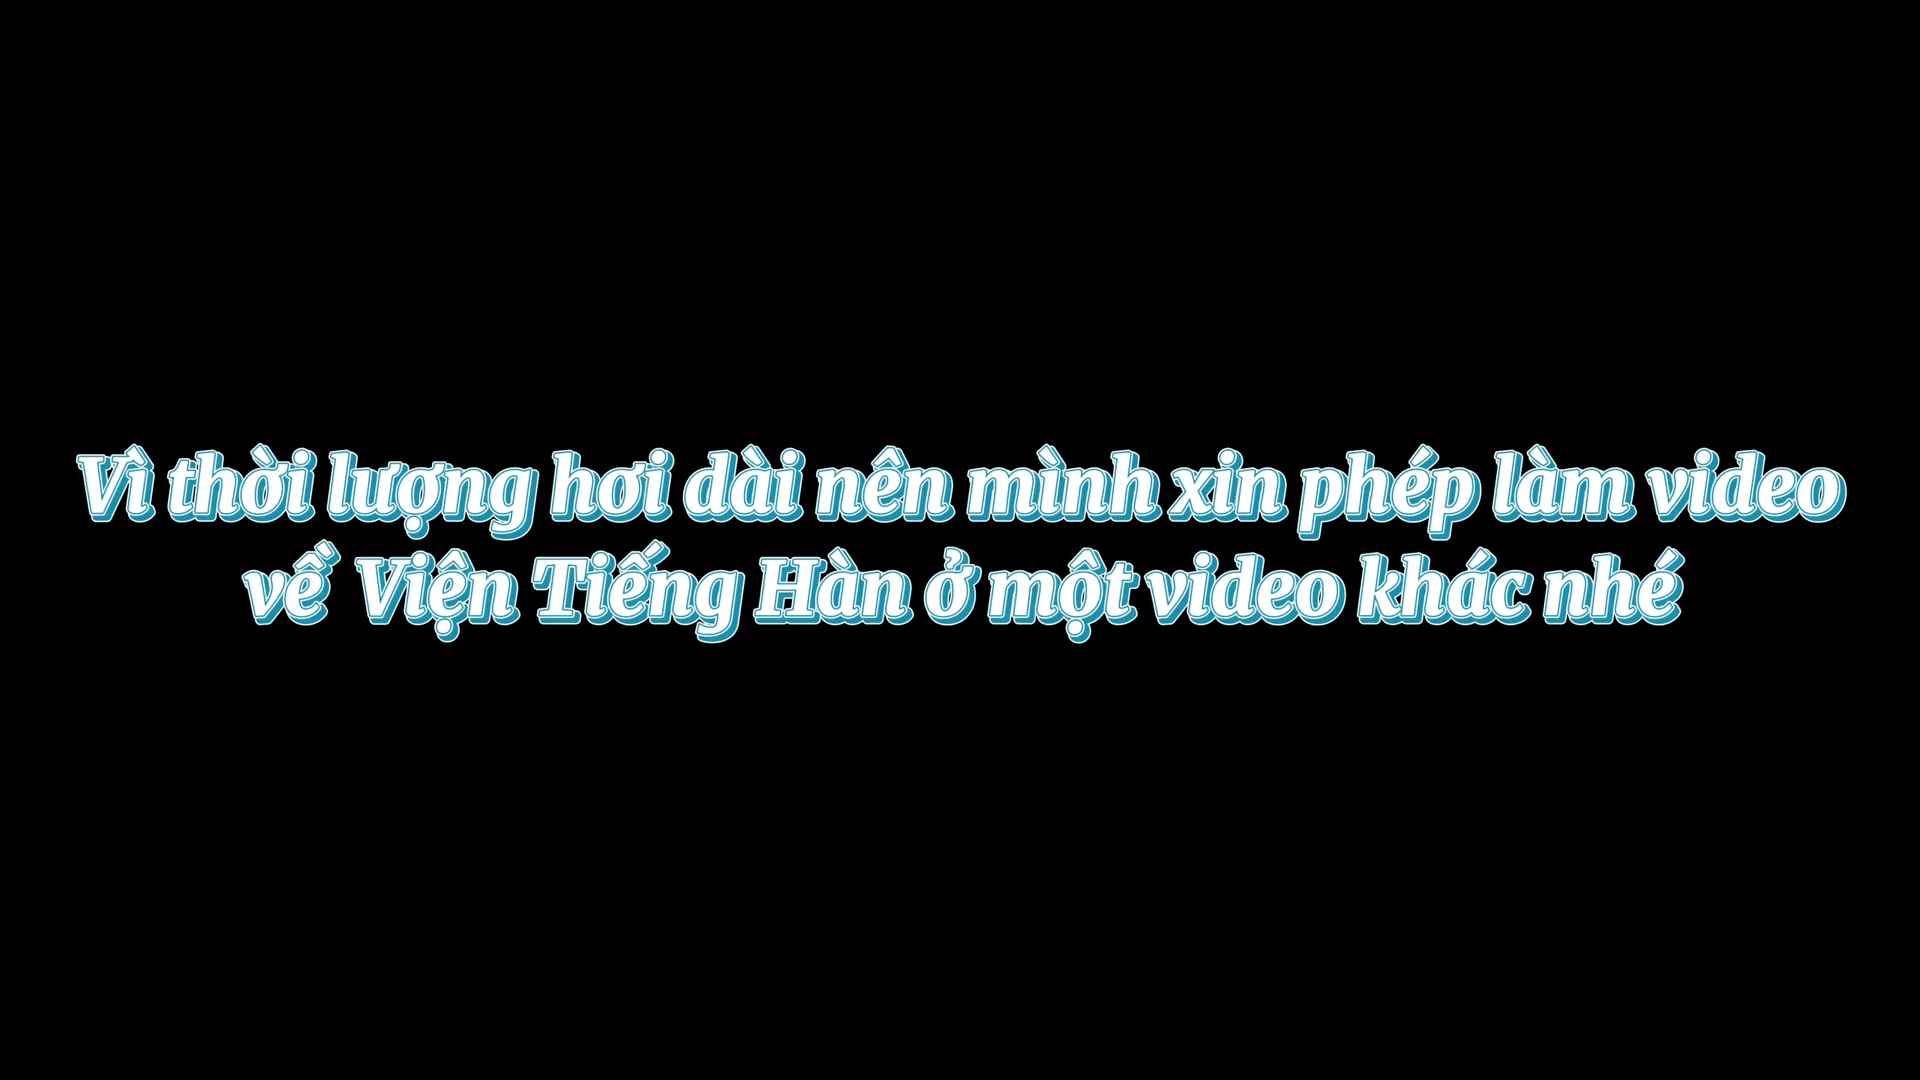 Vì thời lượng hơi dài nên mình xin phép làm video
về Viện Tiếng Hàn ở một video khác nhé